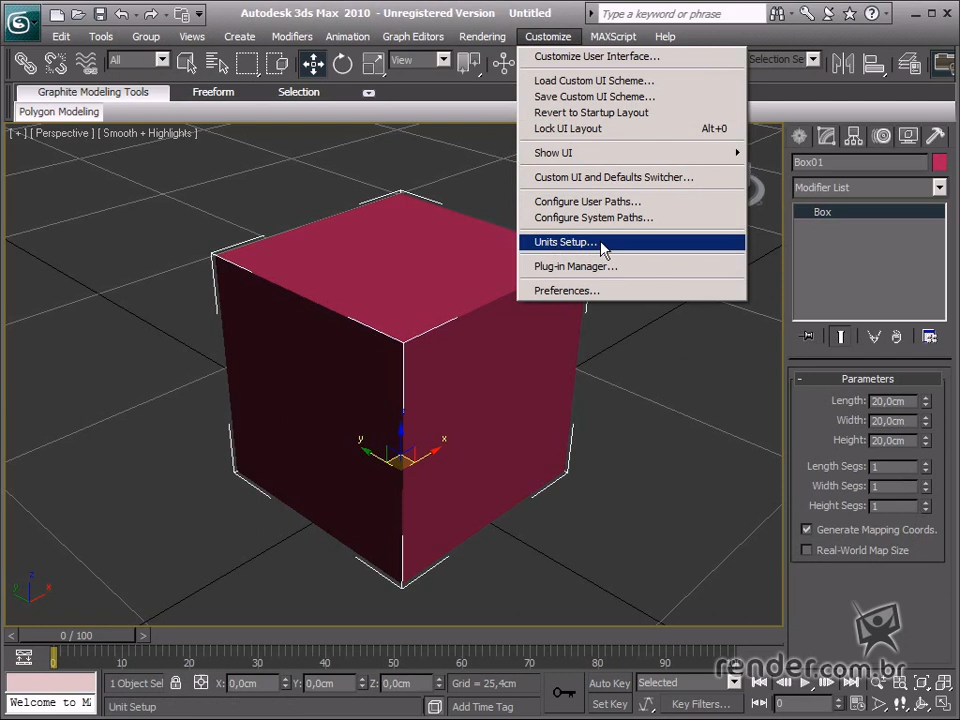 Autodesk 3ds Max 2010 - Unregistered Version Untitled
Type a keyword or phrase
Edit Tools Group Views Create Modifiers Animation Graph Editors Rendering Customize MAXScript Help
All
View
Selection Se
Graphite Modeling Tools Freeform Selection
Polygon Modeling
[ + ] [ Perspective ] [ Smooth + Highlights ]
Customize User Interface...
Load Custom UI Scheme...
Save Custom UI Scheme...
Revert to Startup Layout
Lock UI Layout Alt+0
Show UI
Custom UI and Defaults Switcher...
Configure User Paths...
Configure System Paths...
Units Setup...
Plug-in Manager...
Preferences...
Box01
Modifier List
Box
- Parameters
Length: 20,0cm
Width: 20,0cm
Height: 20,0cm
Length Segs: 1
Width Segs: 1
Height Segs: 1
Generate Mapping Coords.
Real-World Map Size
y x
z
y x
< 0 / 100 >
0 10 20 30 40 50 60 70 80
render.com.br
1 Object Sel X: 0,0cm Y: 0,0cm Z: 0,0cm Grid = 25,4cm Auto Key Selected
Welcome to M
Unit Setup Add Time Tag Set Key Key Filters... 0